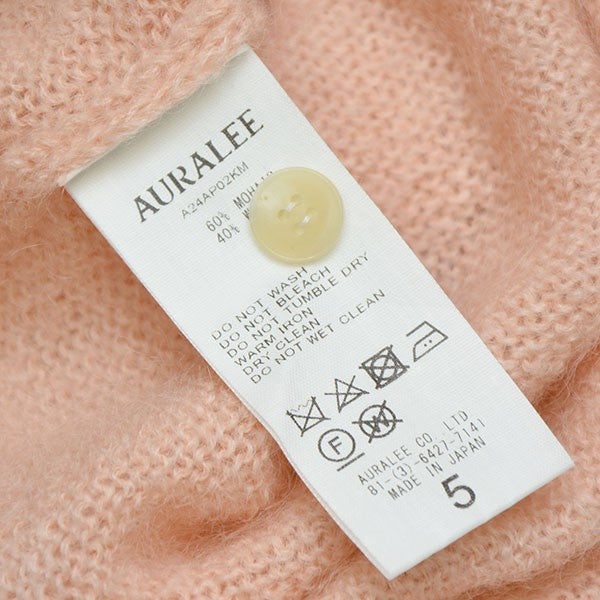 AURALEE
A24AP02KM
60%
40%
DO NOT WASH
DO NOT BLEACH
DO NOT TUMBLE DRY
WARM IRON
DRY CLEAN
DO NOT WET CLEAN
F W
AURALEE CO., LTD
81-(3)-6427-7141
MADE IN JAPAN
5